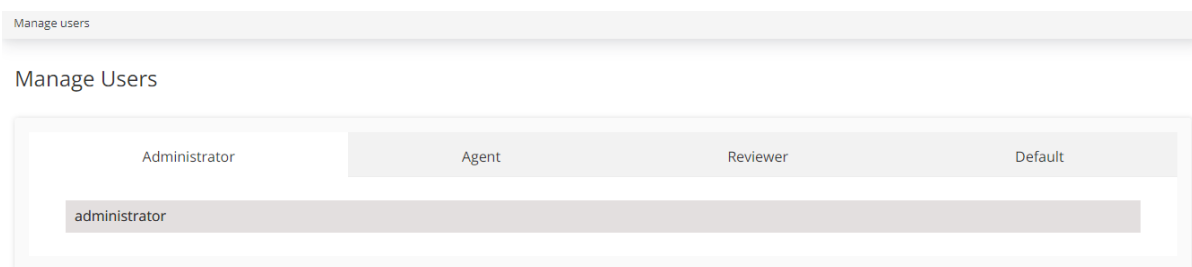 Manage users
Manage Users
Administrator Agent Reviewer Default
administrator